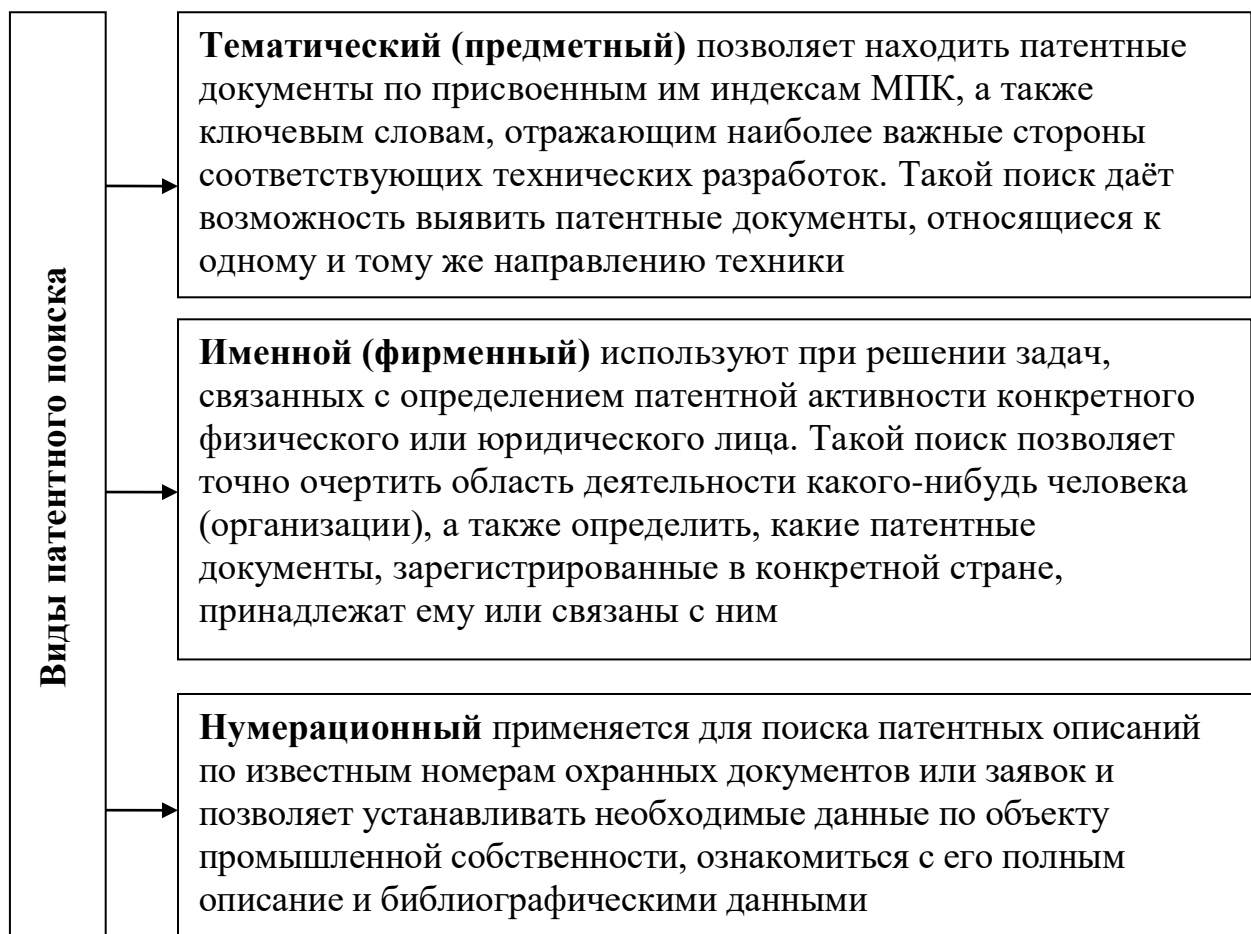 Виды патентного поиска
Тематический (предметный) позволяет находить патентные
документы по присвоенным им индексам МПК, а также
ключевым словам, отражающим наиболее важные стороны
соответствующих технических разработок. Такой поиск даёт
возможность выявить патентные документы, относящиеся к
одному и тому же направлению техники
Именной (фирменный) используют при решении задач,
связанных с определением патентной активности конкретного
физического или юридического лица. Такой поиск позволяет
точно очертить область деятельности какого-нибудь человека
(организации), а также определить, какие патентные
документы, зарегистрированные в конкретной стране,
принадлежат ему или связаны с ним
Нумерационный применяется для поиска патентных описаний
по известным номерам охранных документов или заявок и
позволяет устанавливать необходимые данные по объекту
промышленной собственности, ознакомиться с его полным
описание и библиографическими данными